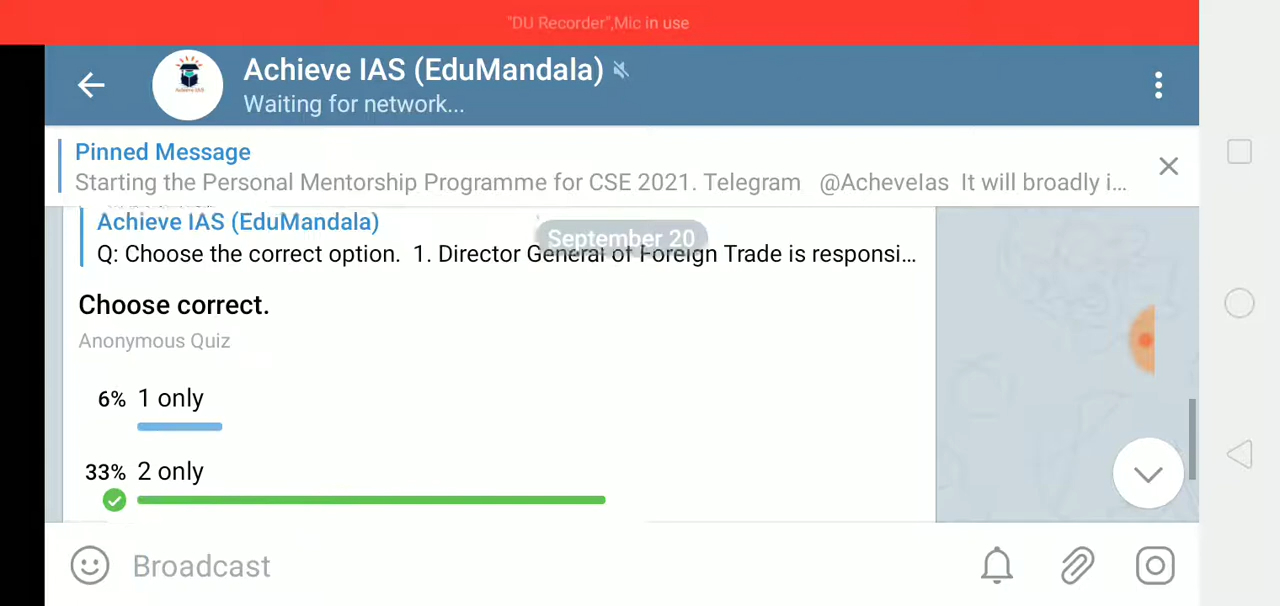 "DU Recorder",Mic in use
Achieve IAS (EduMandala)
Waiting for network...
Pinned Message
Starting the Personal Mentorship Programme for CSE 2021. Telegram @AcheveIas It will broadly i...
Achieve IAS (EduMandala)
September 20
Q: Choose the correct option. 1. Director General of Foreign Trade is responsi...
Choose correct.
Anonymous Quiz
6% 1 only
33% 2 only
Broadcast